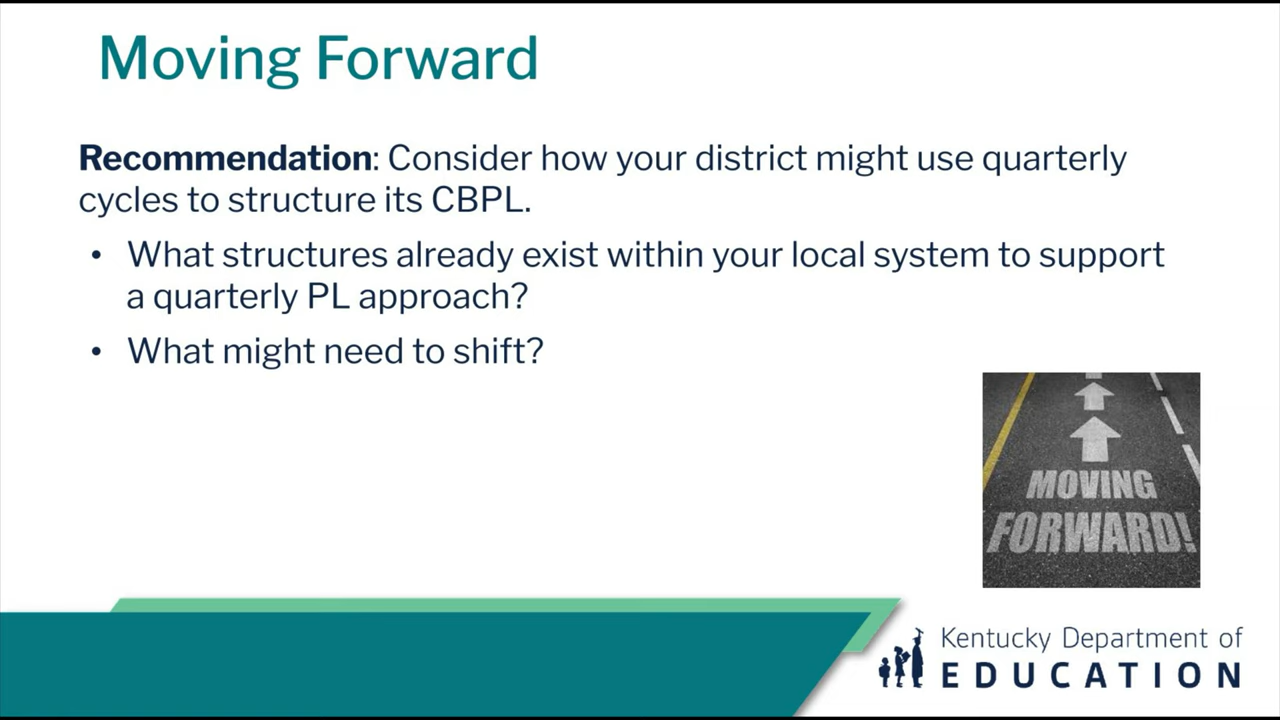 Moving Forward
Recommendation: Consider how your district might use quarterly
cycles to structure its CBPL.
• What structures already exist within your local system to support
a quarterly PL approach?
• What might need to shift?
MOVING
FORWARD!
Kentucky Department of
EDUCATION